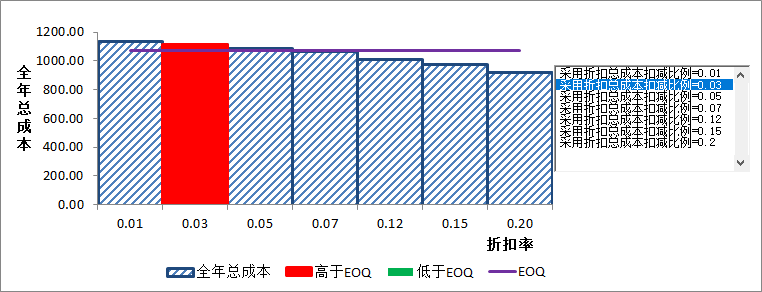 1200.00
1000.00
800.00
600.00
400.00
200.00
0.00
全年总成本
0.01 0.03 0.05 0.07 0.12 0.15 0.20
折扣率
全年总成本 高于EOQ 低于EOQ EOQ
采用折扣总成本扣减比例=0.01
采用折扣总成本扣减比例=0.03
采用折扣总成本扣减比例=0.05
采用折扣总成本扣减比例=0.07
采用折扣总成本扣减比例=0.12
采用折扣总成本扣减比例=0.15
采用折扣总成本扣减比例=0.2